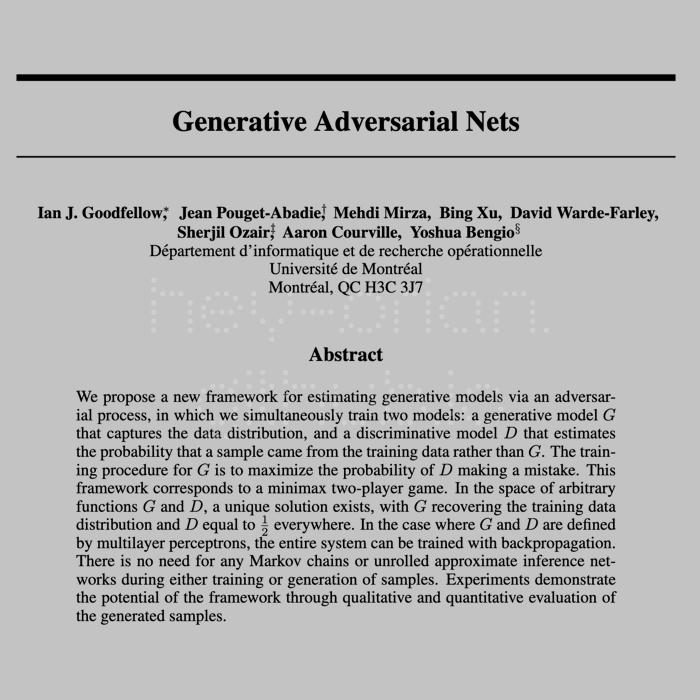 Generative Adversarial Nets
Ian J. Goodfellow,* Jean Pouget-Abadie,† Mehdi Mirza, Bing Xu, David Warde-Farley,
Sherjil Ozair,‡ Aaron Courville, Yoshua Bengio§
Département d'informatique et de recherche opérationnelle
Université de Montréal
Montréal, QC H3C 3J7
Abstract
We propose a new framework for estimating generative models via an adversar-
ial process, in which we simultaneously train two models: a generative model G
that captures the data distribution, and a discriminative model D that estimates
the probability that a sample came from the training data rather than G. The train-
ing procedure for G is to maximize the probability of D making a mistake. This
framework corresponds to a minimax two-player game. In the space of arbitrary
functions G and D, a unique solution exists, with G recovering the training data
distribution and D equal to 1/2 everywhere. In the case where G and D are defined
by multilayer perceptrons, the entire system can be trained with backpropagation.
There is no need for any Markov chains or unrolled approximate inference net-
works during either training or generation of samples. Experiments demonstrate
the potential of the framework through qualitative and quantitative evaluation of
the generated samples.